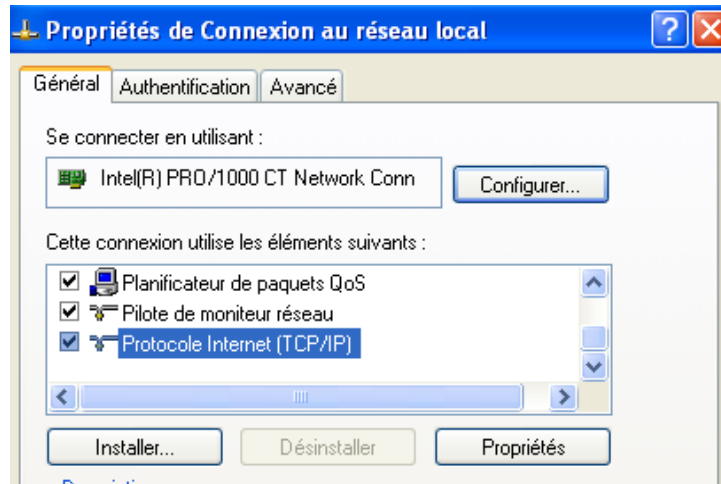 Propriétés de Connexion au réseau local
Général Authentification Avancé
Se connecter en utilisant :
Intel(R) PRO/1000 CT Network Conn Configurer...
Cette connexion utilise les éléments suivants :
Planificateur de paquets QoS
Pilote de moniteur réseau
Protocole Internet (TCP/IP)
Installer... Désinstaller Propriétés